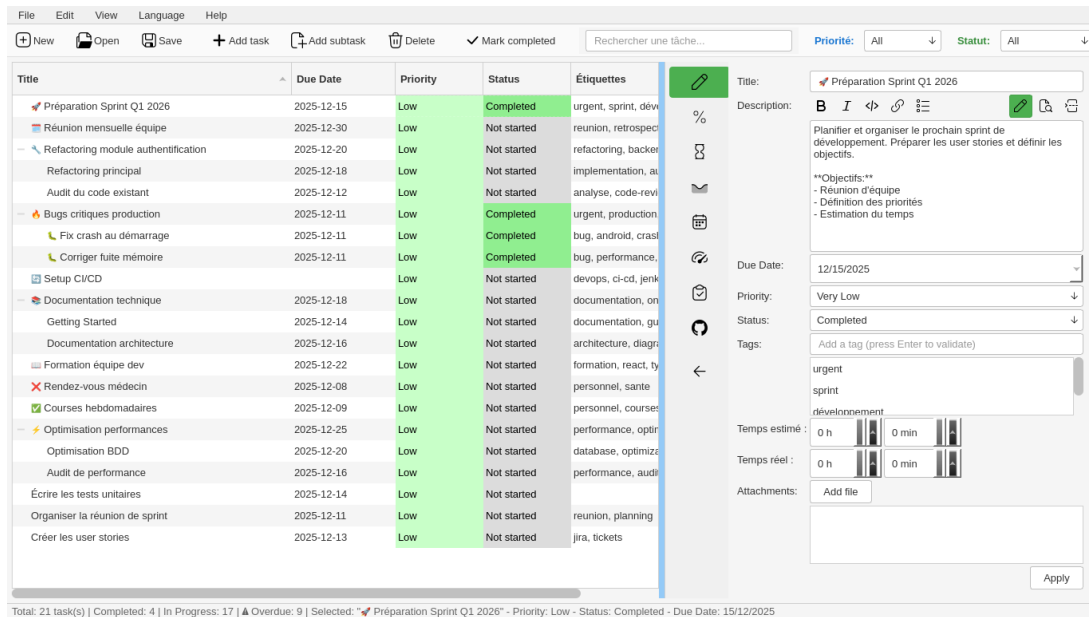 File Edit View Language Help
New Open Save Add task Add subtask Delete Mark completed Rechercher une tâche... Priorité: All Statut: All
Title Due Date Priority Status Étiquettes
🚀 Préparation Sprint Q1 2026 2025-12-15 Low Completed urgent, sprint, déve
🗓️ Réunion mensuelle équipe 2025-12-30 Low Not started reunion, retrospect
🔧 Refactoring module authentification 2025-12-20 Low Not started refactoring, backen
Refactoring principal 2025-12-18 Low Not started implementation, au
Audit du code existant 2025-12-12 Low Not started analyse, code-revi
🔥 Bugs critiques production 2025-12-11 Low Completed urgent, production,
🐛 Fix crash au démarrage 2025-12-11 Low Completed bug, android, crash
🐛 Corriger fuite mémoire 2025-12-11 Low Completed bug, performance,
🔄 Setup CI/CD Low Not started devops, ci-cd, jenk
📚 Documentation technique 2025-12-18 Low Not started documentation, on
Getting Started 2025-12-14 Low Not started documentation, gu
Documentation architecture 2025-12-16 Low Not started architecture, diagra
📖 Formation équipe dev 2025-12-22 Low Not started formation, react, ty
❌ Rendez-vous médecin 2025-12-08 Low Not started personnel, sante
✅ Courses hebdomadaires 2025-12-09 Low Not started personnel, courses
⚡ Optimisation performances 2025-12-25 Low Not started performance, optin
Optimisation BDD 2025-12-20 Low Not started database, optimiza
Audit de performance 2025-12-16 Low Not started performance, audit
Écrire les tests unitaires 2025-12-14 Low Not started
Organiser la réunion de sprint 2025-12-11 Low Not started reunion, planning
Créer les user stories 2025-12-13 Low Not started jira, tickets
Title: 🚀 Préparation Sprint Q1 2026
Description: B I </>
Planifier et organiser le prochain sprint de
développement. Préparer les user stories et définir les
objectifs.
**Objectifs:**
- Réunion d'équipe
- Définition des priorités
- Estimation du temps
Due Date: 12/15/2025
Priority: Very Low
Status: Completed
Tags: Add a tag (press Enter to validate)
urgent
sprint
développement
Temps estimé : 0 h 0 min
Temps réel : 0 h 0 min
Attachments: Add file
Apply
Total: 21 task(s) | Completed: 4 | In Progress: 17 | ⚠ Overdue: 9 | Selected: "🚀 Préparation Sprint Q1 2026" - Priority: Low - Status: Completed - Due Date: 15/12/2025